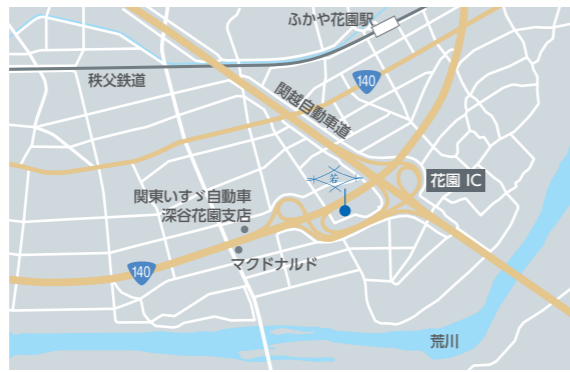 ふかや花園駅
秩父鉄道
140
関越自動車道
若
花園 IC
関東いすゞ自動車
深谷花園支店
マクドナルド
140
荒川